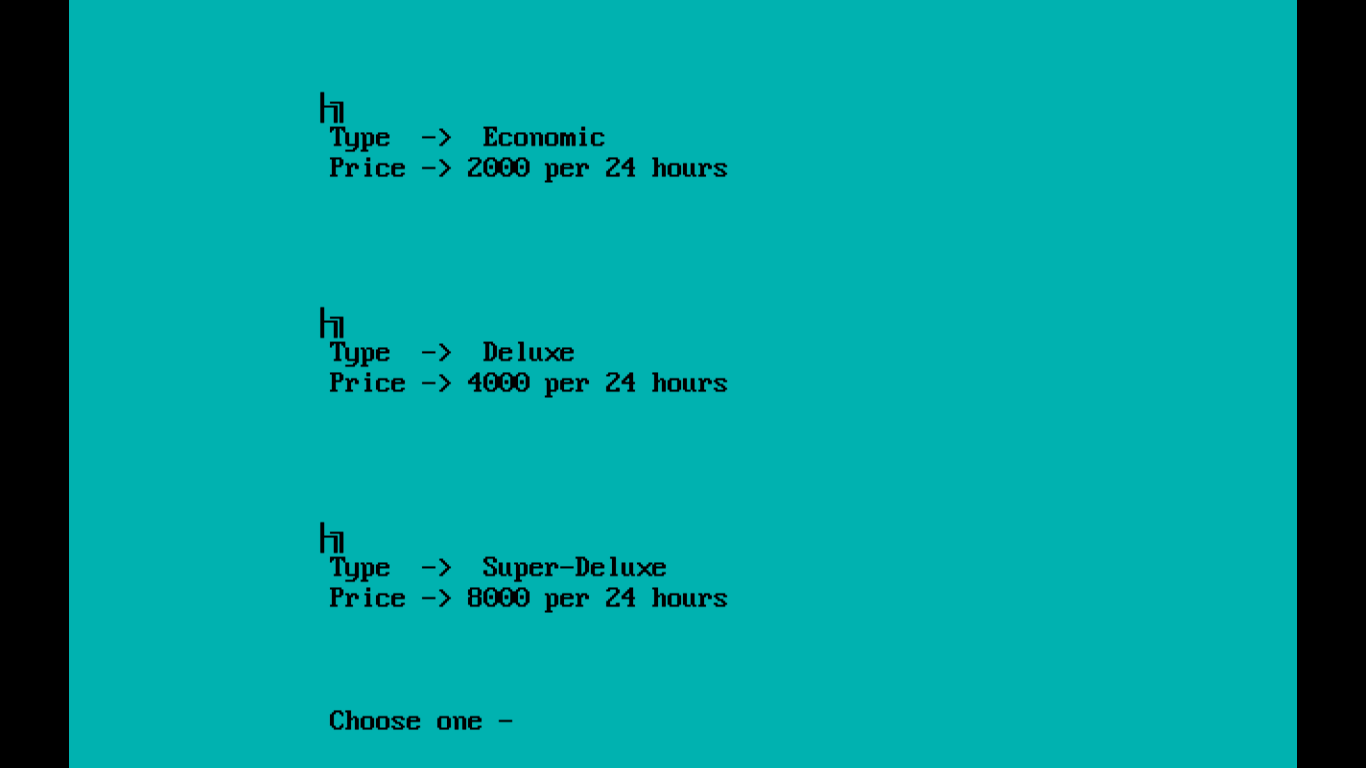 Type -> Economic
Price -> 2000 per 24 hours
Type -> Deluxe
Price -> 4000 per 24 hours
Type -> Super-Deluxe
Price -> 8000 per 24 hours
Choose one -